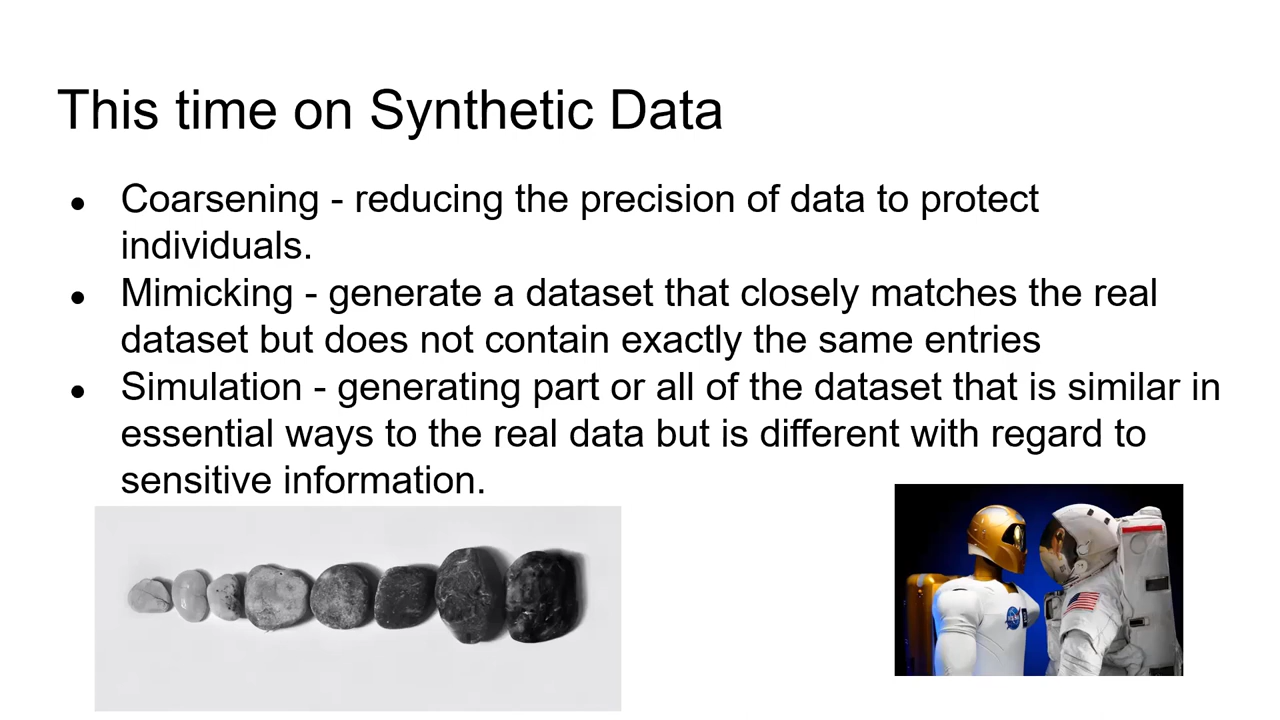 This time on Synthetic Data
● Coarsening - reducing the precision of data to protect
individuals.
● Mimicking - generate a dataset that closely matches the real
dataset but does not contain exactly the same entries
● Simulation - generating part or all of the dataset that is similar in
essential ways to the real data but is different with regard to
sensitive information.